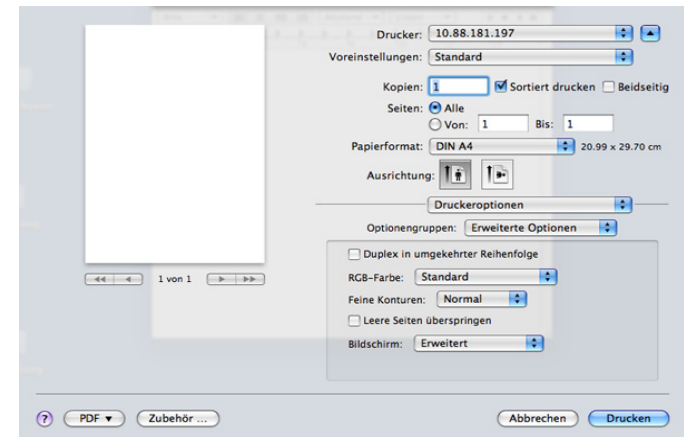 Drucker: 10.88.181.197
Voreinstellungen: Standard
Kopien: 1 Sortiert drucken Beidseitig
Seiten: Alle
Von: 1 Bis: 1
Papierformat: DIN A4 20.99 x 29.70 cm
Ausrichtung:
Druckeroptionen
Optionengruppen: Erweiterte Optionen
Duplex in umgekehrter Reihenfolge
1 von 1
RGB-Farbe: Standard
Feine Konturen: Normal
Leere Seiten überspringen
Bildschirm: Erweitert
? PDF ▼ Zubehör ... Abbrechen Drucken